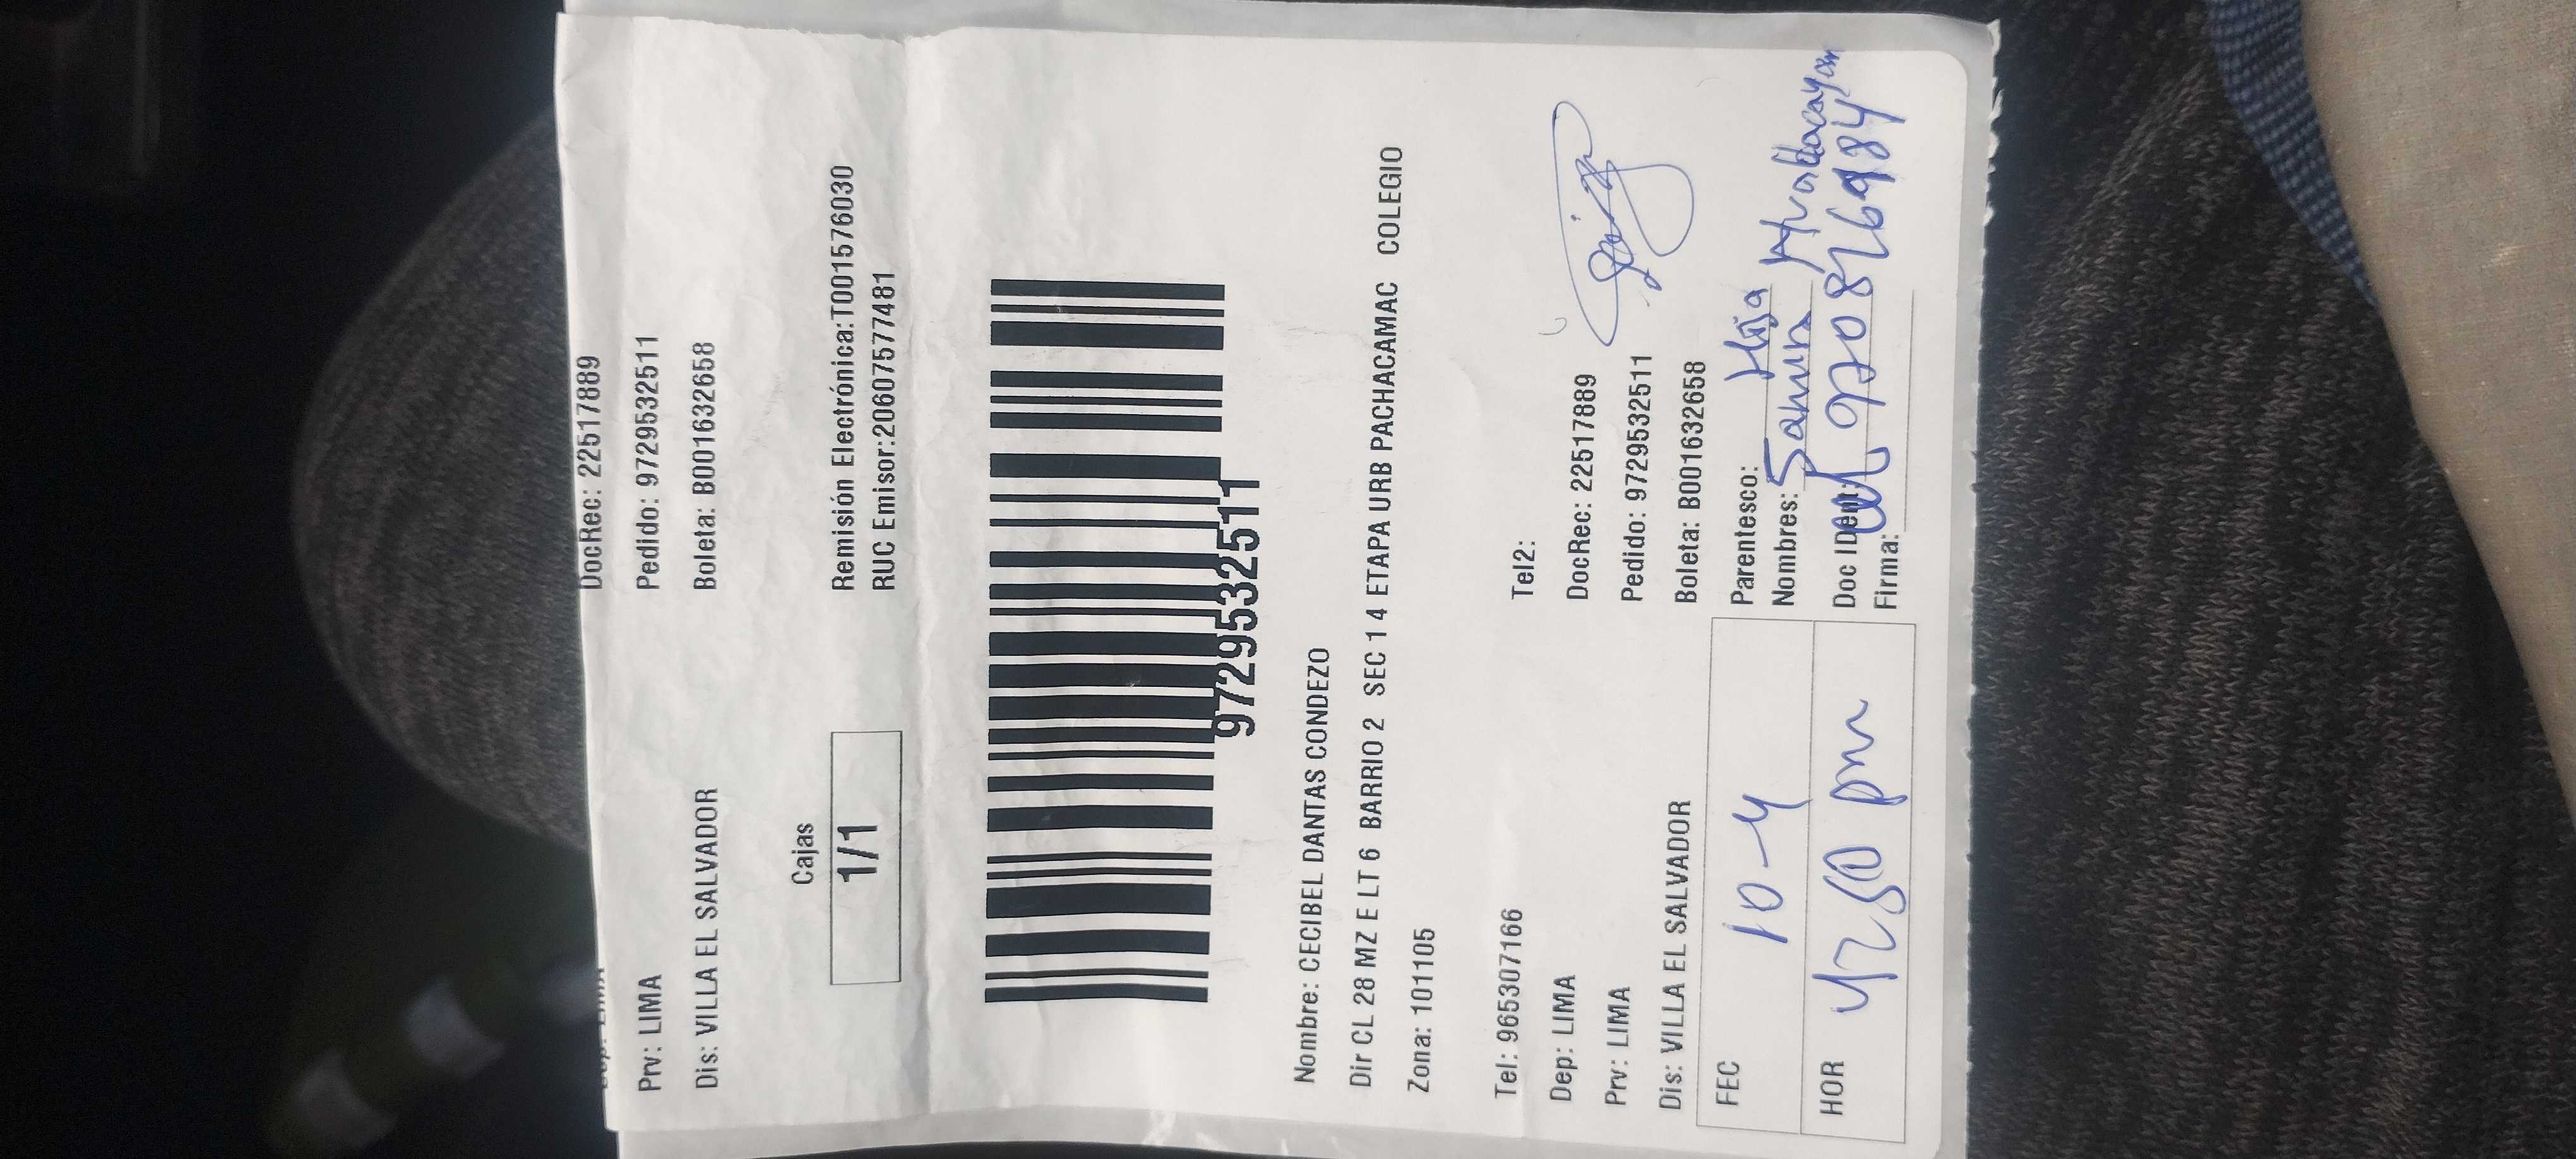 DocRec: 22517889
Prv: LIMA
Pedido: 9729532511
Dis: VILLA EL SALVADOR
Boleta: B001632658
Cajas
1/1
Remisión Electrónica:T001576030
RUC Emisor:20607577481
9729532511
Nombre: CECIBEL DANTAS CONDEZO
Dir CL 28 MZ E LT 6 BARRIO 2 SEC 1 4 ETAPA URB PACHACAMAC COLEGIO
Zona: 101105
Tel: 965307166
Tel2:
Dep: LIMA
DocRec: 22517889
Prv: LIMA
Pedido: 9729532511
Dis: VILLA EL SALVADOR
Boleta: B001632658
FEC 10-4
Parentesco: Hija
Nombres:
HOR pm
Doc IDent:
Firma: